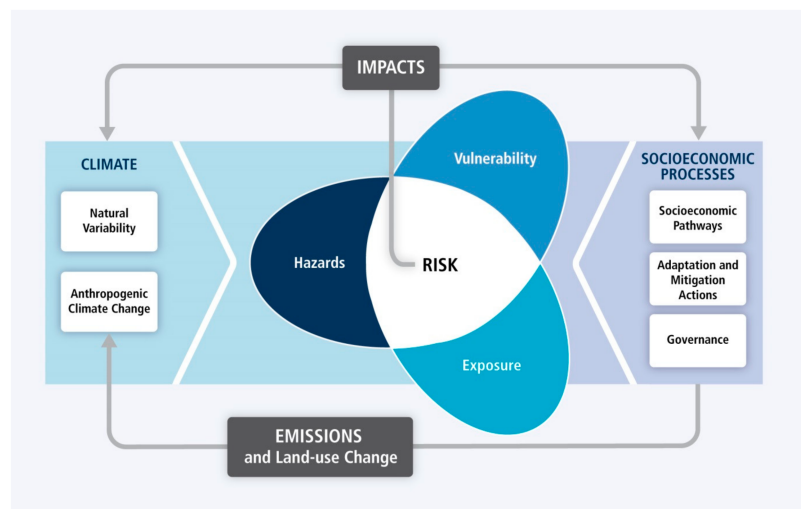 IMPACTS
CLIMATE
Natural
Variability
Anthropogenic
Climate Change
Vulnerability
Hazards
RISK
Exposure
SOCIOECONOMIC
PROCESSES
Socioeconomic
Pathways
Adaptation and
Mitigation
Actions
Governance
EMISSIONS
and Land-use Change